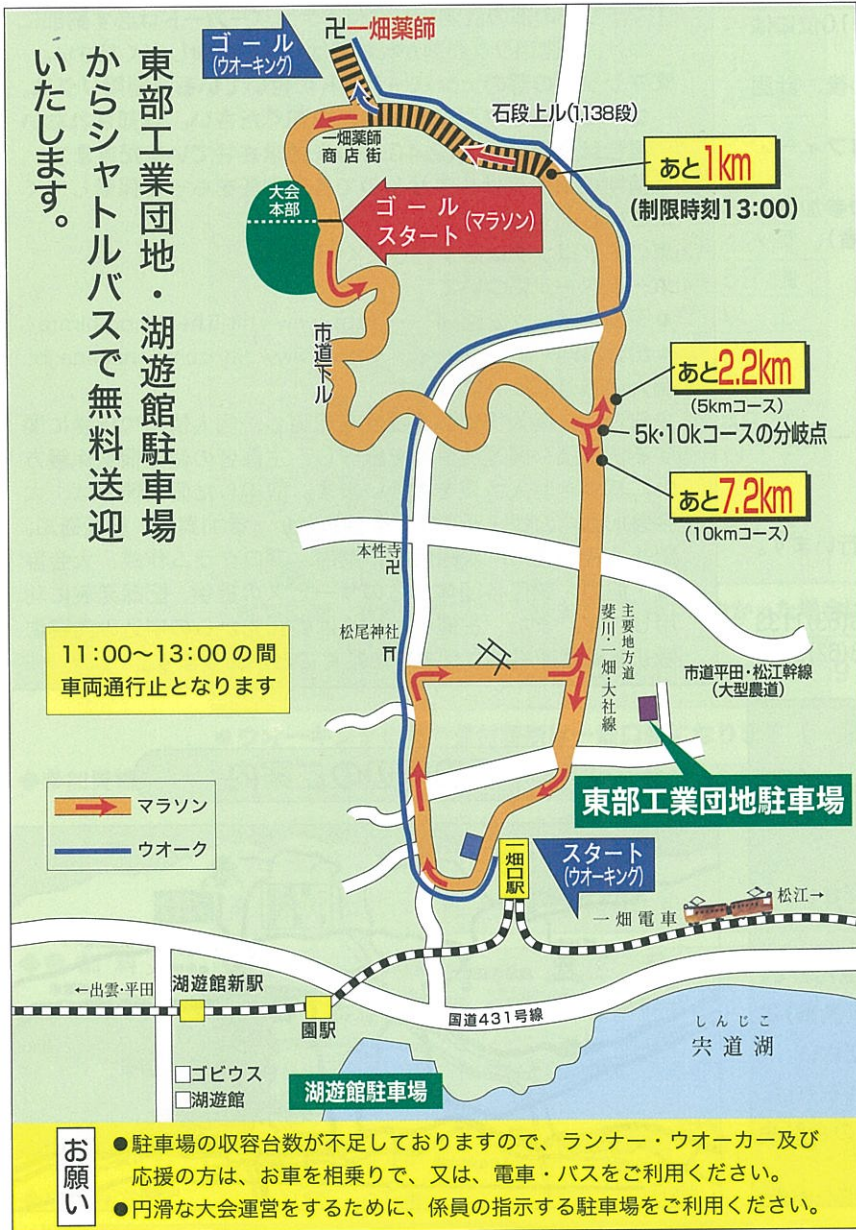 東部工業団地・湖遊館駐車場
からシャトルバスで無料送迎
いたします。
卍一畑薬師
ゴール
(ウオーキング)
石段上ル(1,138段)
一畑薬師
商店街
あと1km
(制限時刻13:00)
大会
本部
ゴール
スタート
(マラソン)
市道下ル
あと2.2km
(5kmコース)
5k・10kコースの分岐点
あと7.2km
(10kmコース)
本性寺
卍
松尾神社
主要地方道
斐川・一畑・大社線
市道平田・松江幹線
(大型農道)
11:00〜13:00の間
車両通行止となります
東部工業団地駐車場
マラソン
ウオーク
一畑口駅
スタート
(ウオーキング)
一畑電車
松江→
←出雲・平田
湖遊館新駅
園駅
国道431号線
しんじこ
宍道湖
ゴビウス
湖遊館
湖遊館駐車場
お願い
●駐車場の収容台数が不足しておりますので、ランナー・ウオーカー及び
応援の方は、お車を相乗りで、又は、電車・バスをご利用ください。
●円滑な大会運営をするために、係員の指示する駐車場をご利用ください。